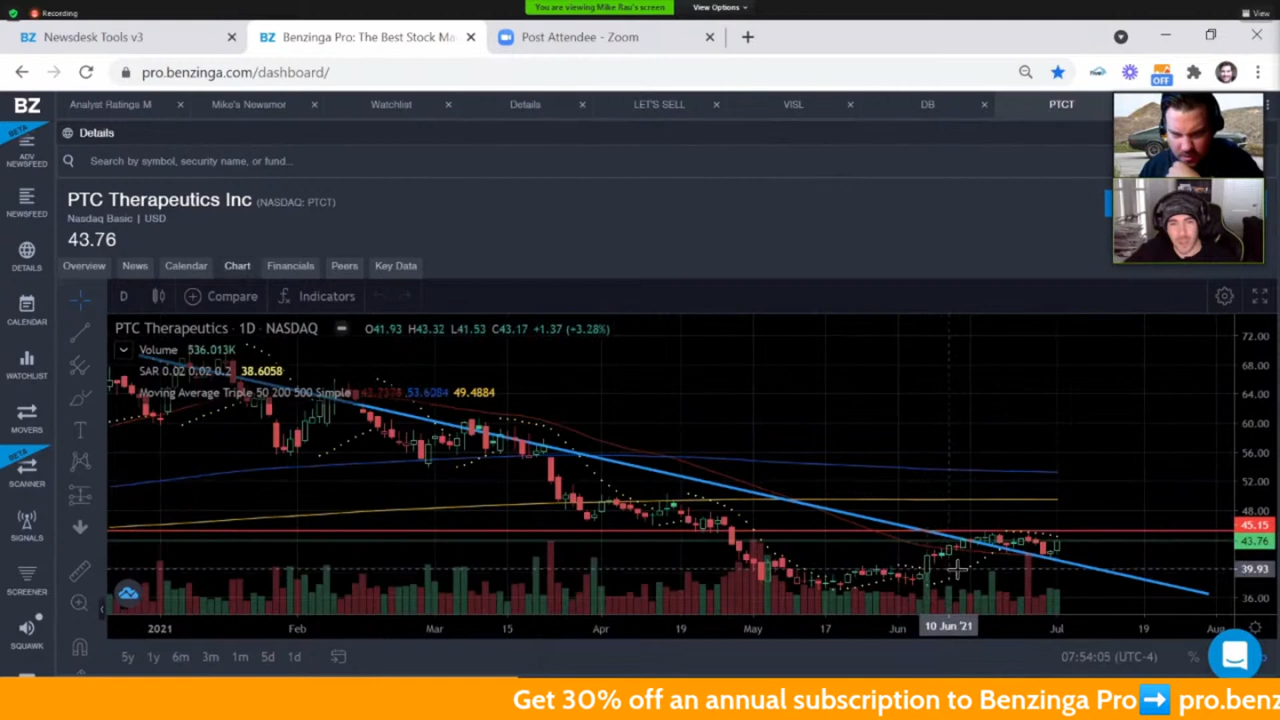 Recording
You are viewing Mike Rau's screen
View Options
View
BZ Newsdesk Tools v3
BZ Benzinga Pro: The Best Stock Ma
Post Attendee - Zoom
pro.benzinga.com/dashboard/
OFF
BZ
Analyst Ratings M
Mike's Newsmor
Watchlist
Details
LET'S SELL
VISL
DB
PTCT
BETA
ADV
NEWSFEED
NEWSFEED
DETAILS
CALENDAR
WATCHLIST
MOVERS
BETA
SCANNER
SIGNALS
SCREENER
SQUAWK
Details
Search by symbol, security name, or fund...
PTC Therapeutics Inc (NASDAQ: PTCT)
Nasdaq Basic | USD
43.76
Overview
News
Calendar
Chart
Financials
Peers
Key Data
D
Compare
Indicators
PTC Therapeutics · 1D · NASDAQ
O41.93 H43.32 L41.53 C43.17 +1.37 (+3.28%)
Volume 536.013K
SAR 0.02 0.02 0.2 38.6058
Moving Average Triple 50 200 500 Simple 53.6084 49.4884
72.00
68.00
64.00
60.00
56.00
52.00
48.00
45.15
43.76
39.93
36.00
2021
Feb
Mar
15
Apr
19
May
17
Jun
10 Jun '21
Jul
19
Aug
5y
1y
6m
3m
1m
5d
1d
07:54:05 (UTC-4)
%
Get 30% off an annual subscription to Benzinga Pro➡ pro.benz